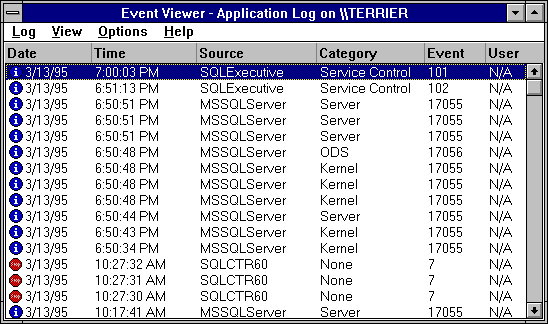 Event Viewer - Application Log on \\TERRIER
Log View Options Help
Date Time Source Category Event User
3/13/95 7:00:03 PM SQLExecutive Service Control 101 N/A
3/13/95 6:51:13 PM SQLExecutive Service Control 102 N/A
3/13/95 6:50:51 PM MSSQLServer Server 17055 N/A
3/13/95 6:50:51 PM MSSQLServer Server 17055 N/A
3/13/95 6:50:51 PM MSSQLServer Server 17055 N/A
3/13/95 6:50:48 PM MSSQLServer ODS 17056 N/A
3/13/95 6:50:48 PM MSSQLServer Kernel 17055 N/A
3/13/95 6:50:48 PM MSSQLServer Kernel 17055 N/A
3/13/95 6:50:48 PM MSSQLServer Kernel 17055 N/A
3/13/95 6:50:44 PM MSSQLServer Server 17055 N/A
3/13/95 6:50:43 PM MSSQLServer Kernel 17055 N/A
3/13/95 6:50:34 PM MSSQLServer Kernel 17055 N/A
3/13/95 10:27:32 AM SQLCTR60 None 7 N/A
3/13/95 10:27:31 AM SQLCTR60 None 7 N/A
3/13/95 10:27:30 AM SQLCTR60 None 7 N/A
3/13/95 10:17:41 AM MSSQLServer Server 17055 N/A